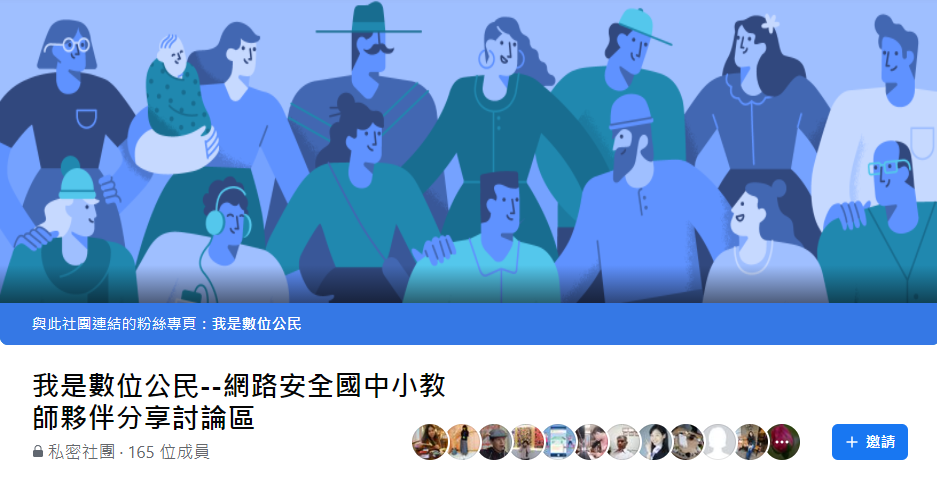 與此社團連結的粉絲專頁：我是數位公民
我是數位公民--網路安全國中小教
師夥伴分享討論區
私密社團 · 165 位成員
+ 邀請